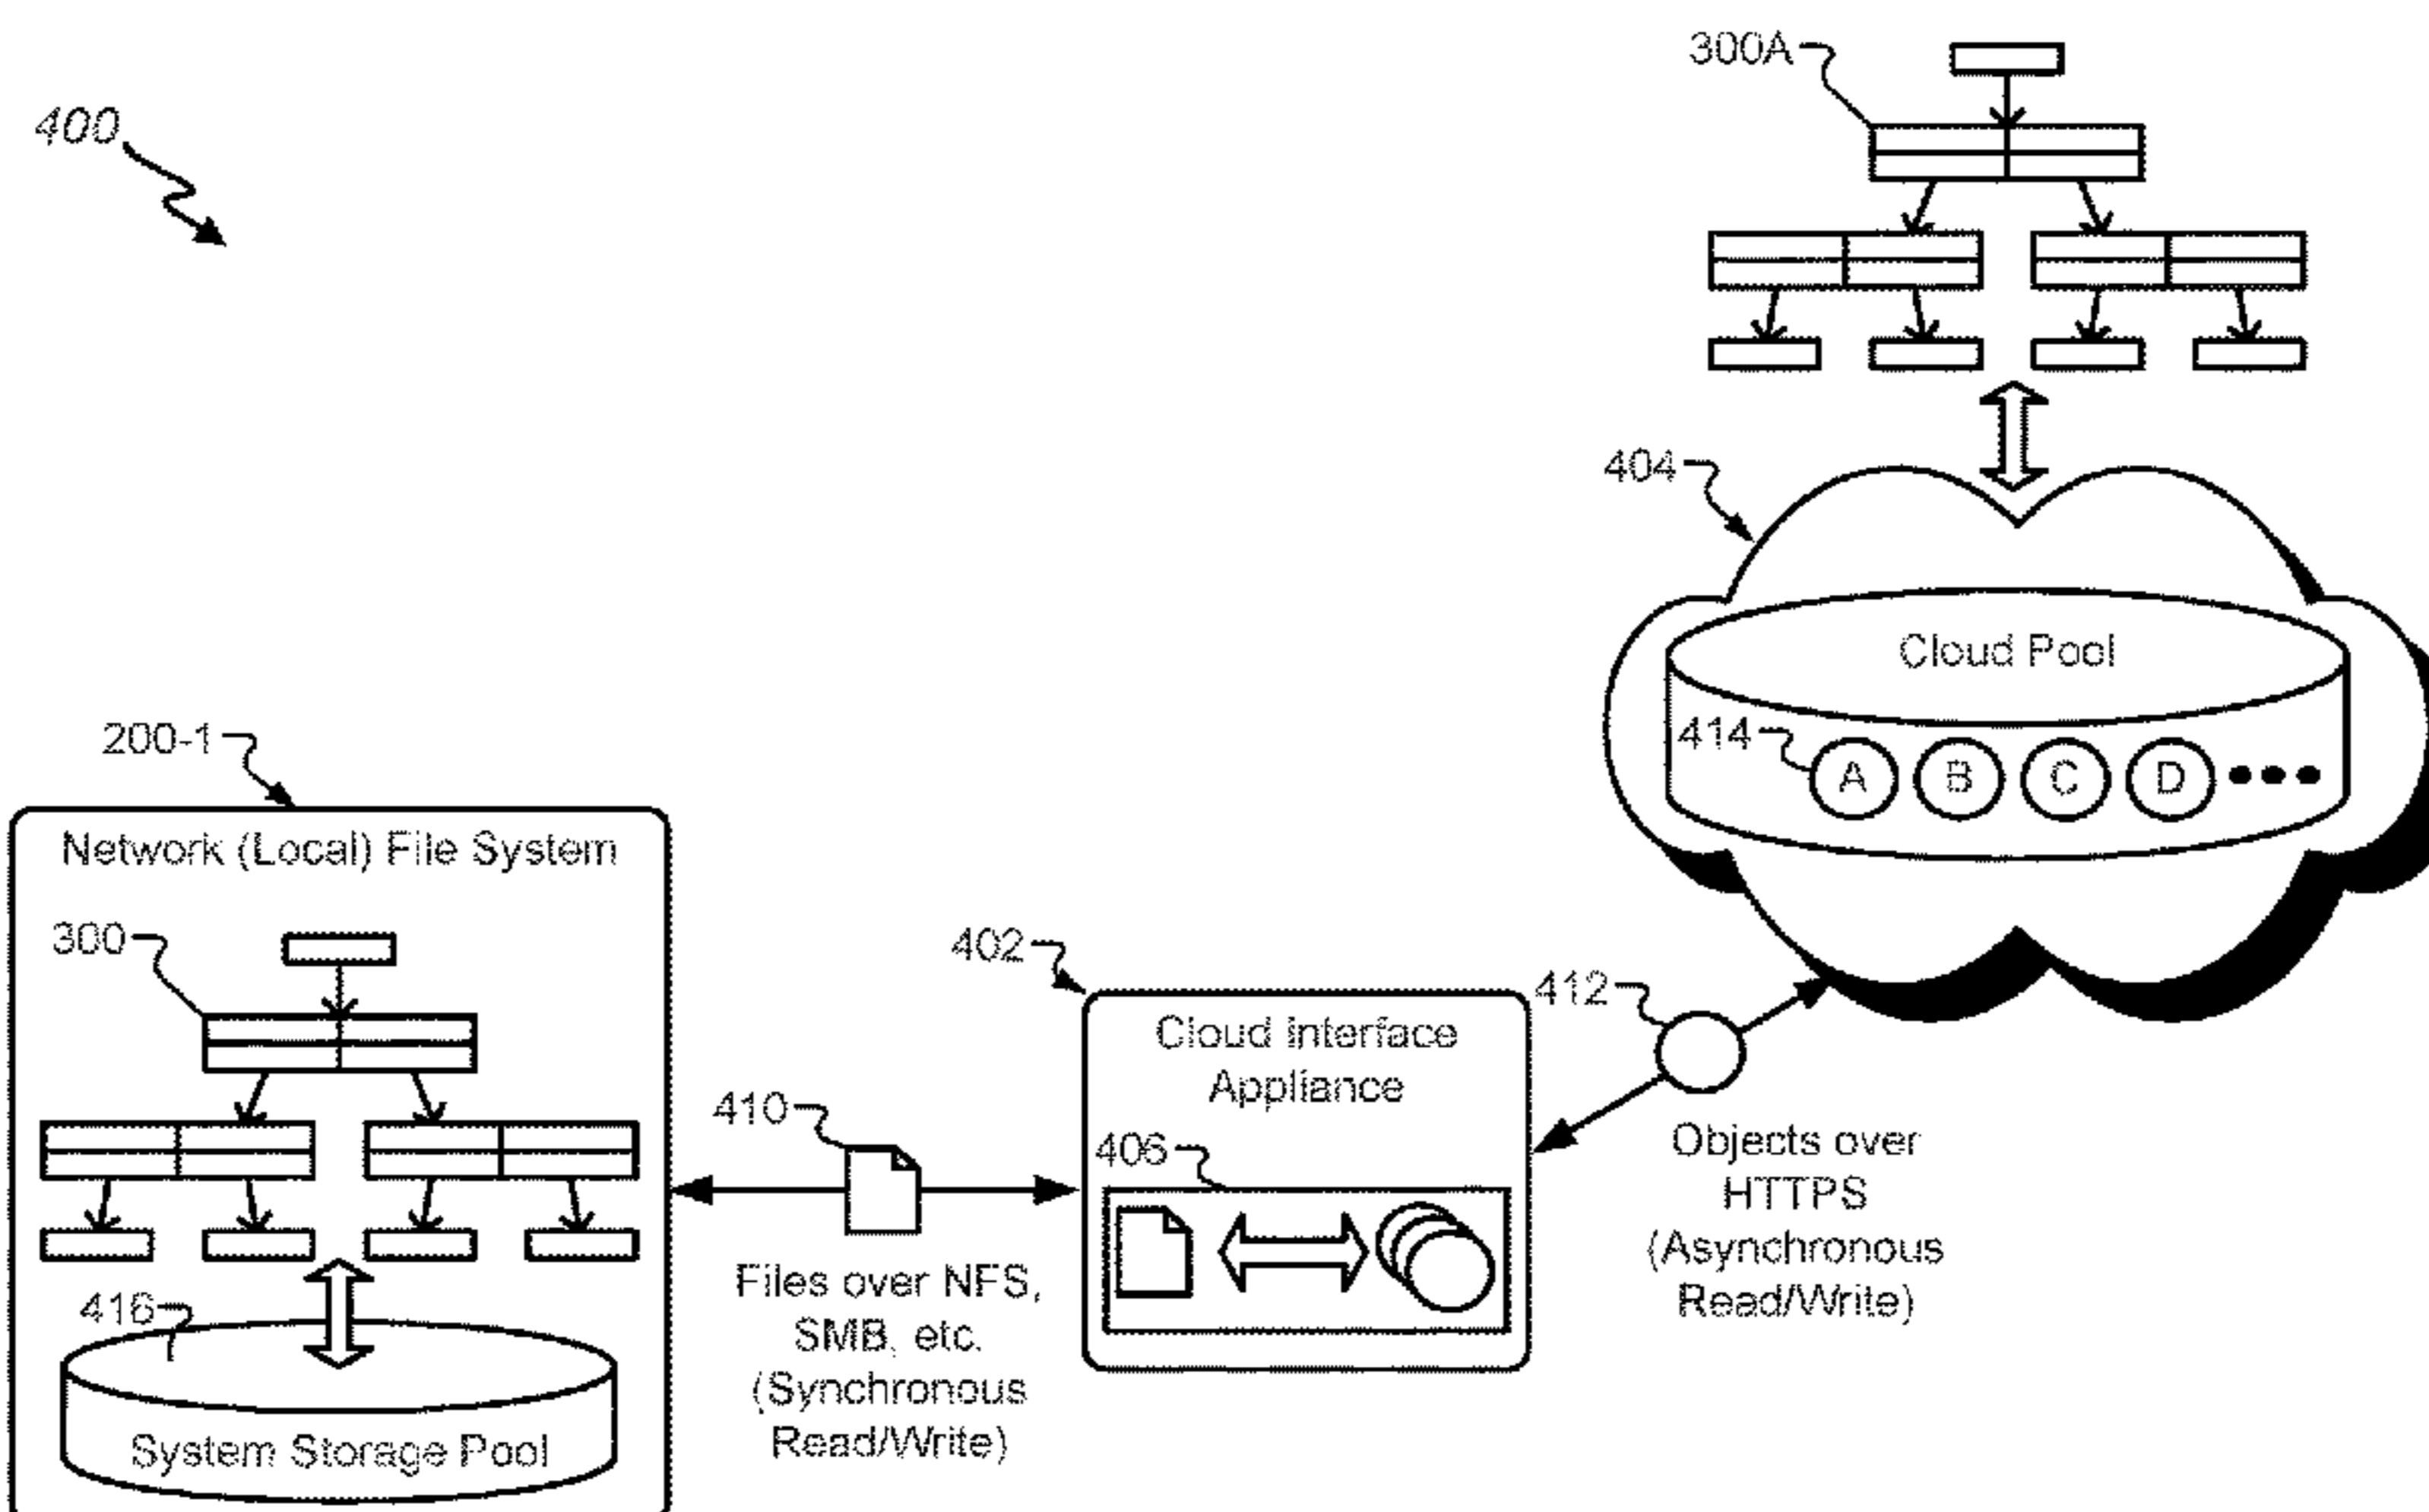 300A
400
404
Cloud Pool
414
A B C D
200-1
Network (Local) File System
300
402
412
Cloud Interface
Appliance
410
406
Objects over
HTTPS
(Asynchronous
Read/Write)
Files over NFS,
SMB, etc.
(Synchronous
Read/Write)
416
System Storage Pool